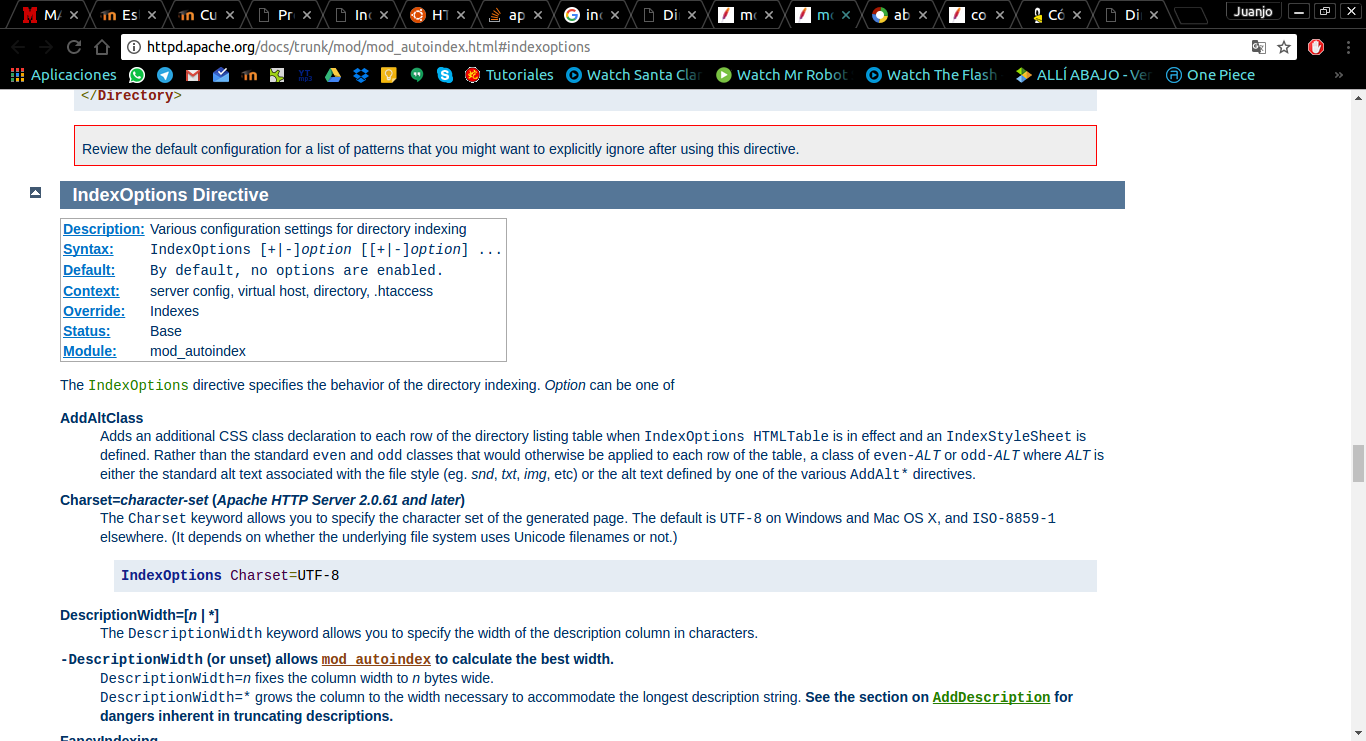 MA
Es
Cu
Pr
In
HT
ap
in
Di
mo
mo
ab
co
Có
Di
Juanjo
httpd.apache.org/docs/trunk/mod/mod_autoindex.html#indexoptions
Aplicaciones
Tutoriales
Watch Santa Clar
Watch Mr Robot
Watch The Flash
ALLÍ ABAJO - Ver
One Piece
»
</Directory>
Review the default configuration for a list of patterns that you might want to explicitly ignore after using this directive.
IndexOptions Directive
Description: Various configuration settings for directory indexing
Syntax: IndexOptions [+|-]option [[+|-]option] ...
Default: By default, no options are enabled.
Context: server config, virtual host, directory, .htaccess
Override: Indexes
Status: Base
Module: mod_autoindex
The IndexOptions directive specifies the behavior of the directory indexing. Option can be one of
AddAltClass
Adds an additional CSS class declaration to each row of the directory listing table when IndexOptions HTMLTable is in effect and an IndexStyleSheet is
defined. Rather than the standard even and odd classes that would otherwise be applied to each row of the table, a class of even-ALT or odd-ALT where ALT is
either the standard alt text associated with the file style (eg. snd, txt, img, etc) or the alt text defined by one of the various AddAlt* directives.
Charset=character-set (Apache HTTP Server 2.0.61 and later)
The Charset keyword allows you to specify the character set of the generated page. The default is UTF-8 on Windows and Mac OS X, and ISO-8859-1
elsewhere. (It depends on whether the underlying file system uses Unicode filenames or not.)
IndexOptions Charset=UTF-8
DescriptionWidth=[n | *]
The DescriptionWidth keyword allows you to specify the width of the description column in characters.
-DescriptionWidth (or unset) allows mod_autoindex to calculate the best width.
DescriptionWidth=n fixes the column width to n bytes wide.
DescriptionWidth=* grows the column to the width necessary to accommodate the longest description string. See the section on AddDescription for
dangers inherent in truncating descriptions.
FancyIndexing